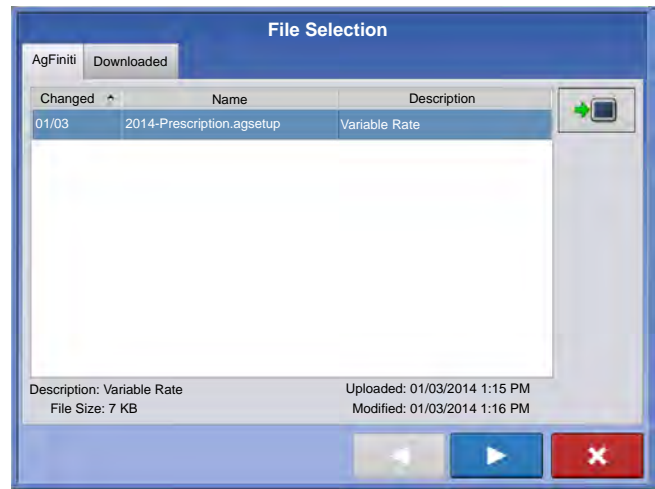 File Selection
AgFiniti Downloaded
Changed Name Description
01/03 2014-Prescription.agsetup Variable Rate
Description: Variable Rate Uploaded: 01/03/2014 1:15 PM
File Size: 7 KB Modified: 01/03/2014 1:16 PM